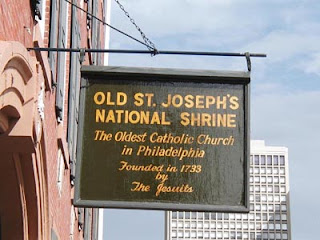 OLD ST. JOSEPH'S
NATIONAL SHRINE
The Oldest Catholic Church
in Philadelphia
Founded in 1733
by
The Jesuits